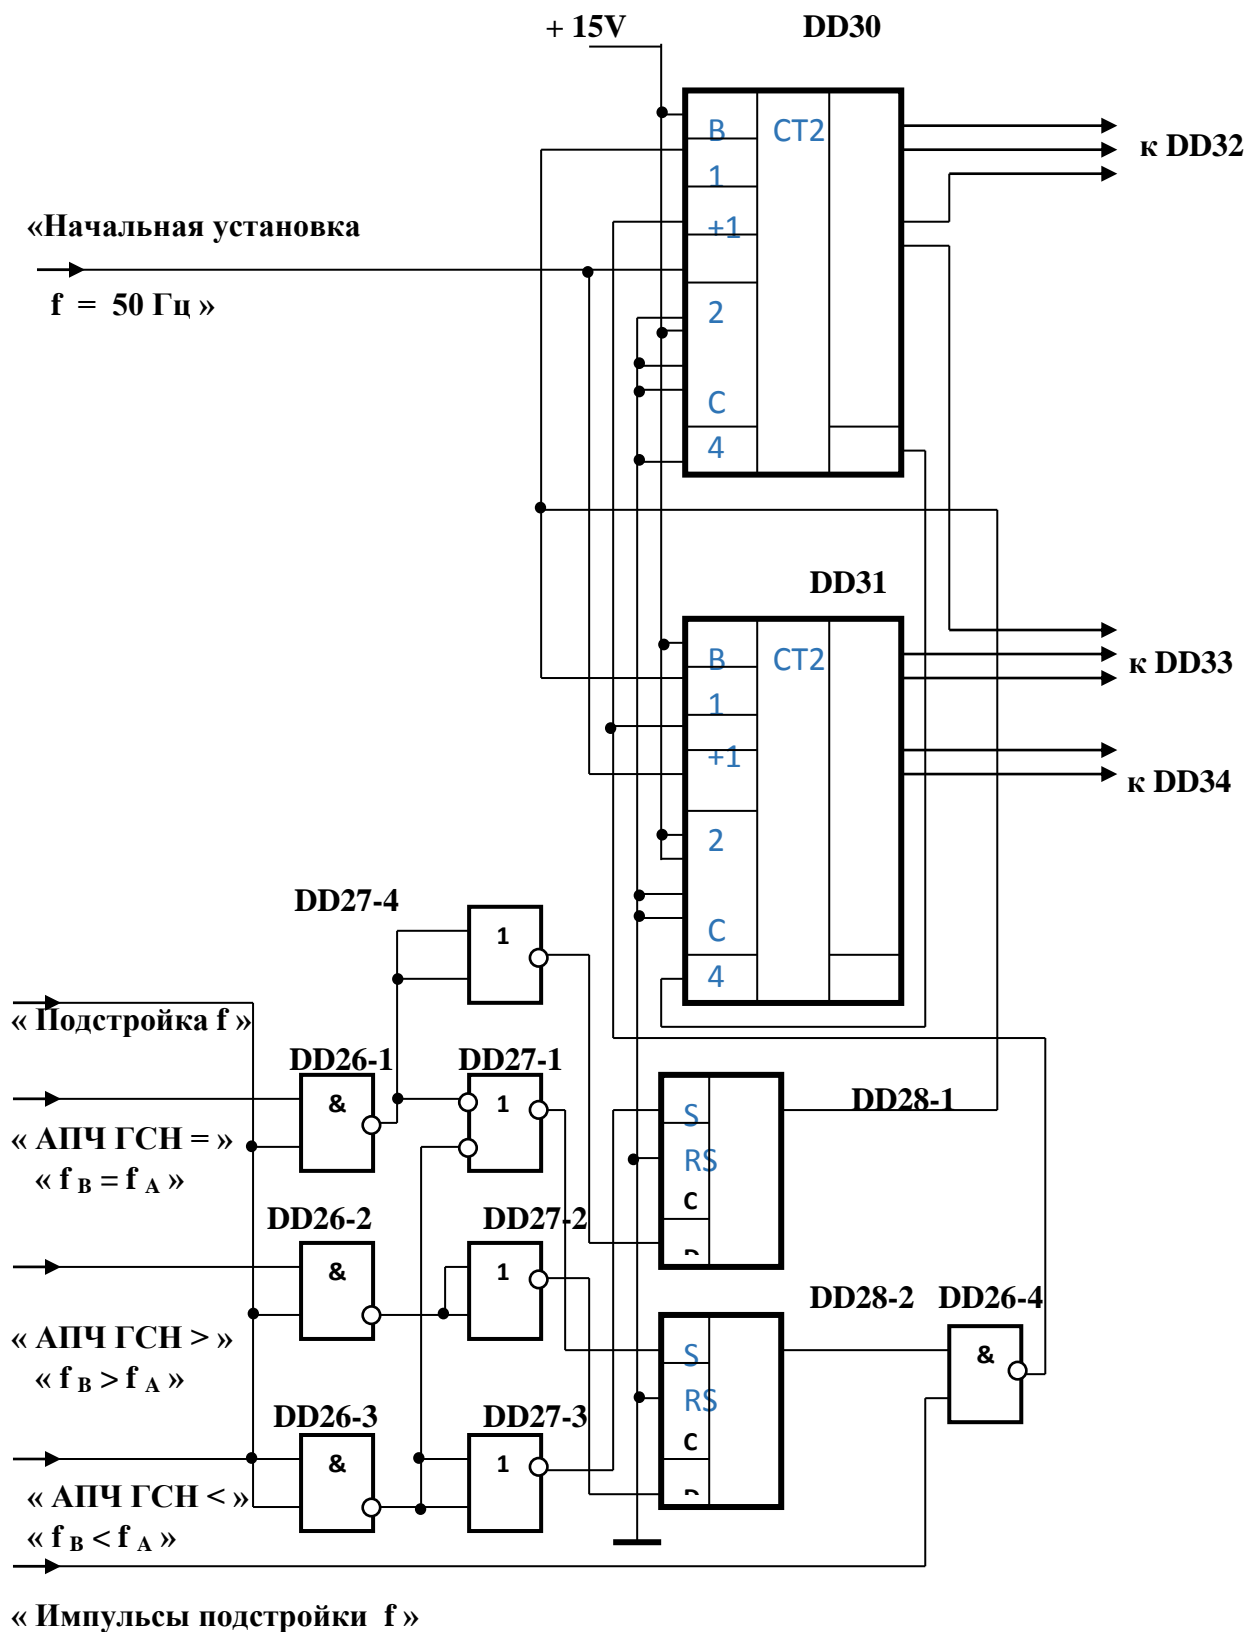 + 15V
DD30
В
CT2
1
+1
2
С
4
к DD32
«Начальная установка
f = 50 Гц »
DD31
В
CT2
1
+1
2
С
4
к DD33
к DD34
DD27-4
1
« Подстройка f »
DD26-1
&
DD27-1
1
« АПЧ ГСН = »
« f В = f А »
S
RS
C
DD28-1
DD26-2
&
DD27-2
1
« АПЧ ГСН > »
« f В > f А »
DD28-2
S
RS
C
DD26-4
&
DD26-3
&
DD27-3
1
« АПЧ ГСН < »
« f В < f А »
« Импульсы подстройки f »